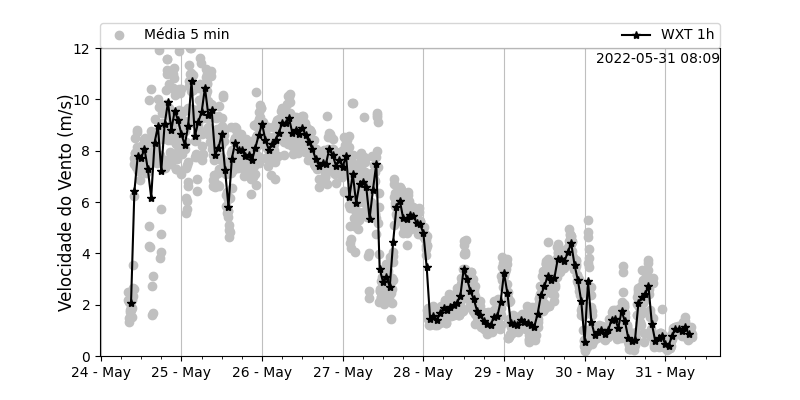 Média 5 min
WXT 1h
2022-05-31 08:09
Velocidade do Vento (m/s)
12
10
8
6
4
2
0
24 - May
25 - May
26 - May
27 - May
28 - May
29 - May
30 - May
31 - May